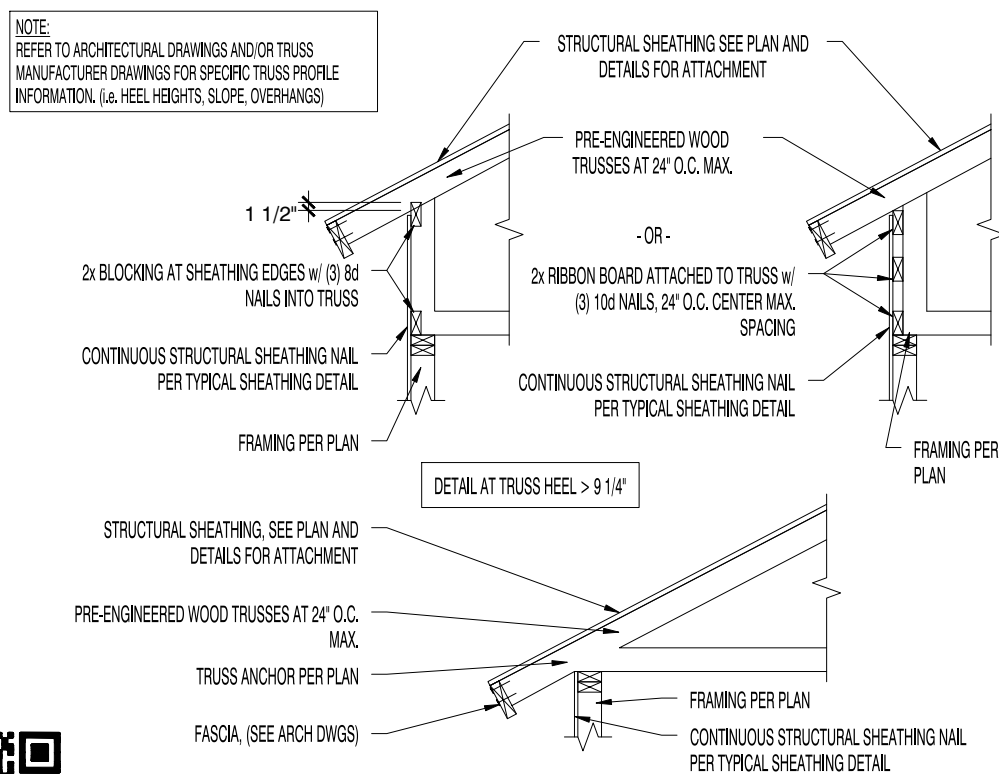 NOTE:
REFER TO ARCHITECTURAL DRAWINGS AND/OR TRUSS
MANUFACTURER DRAWINGS FOR SPECIFIC TRUSS PROFILE
INFORMATION. (i.e. HEEL HEIGHTS, SLOPE, OVERHANGS)
STRUCTURAL SHEATHING SEE PLAN AND
DETAILS FOR ATTACHMENT
PRE-ENGINEERED WOOD
TRUSSES AT 24" O.C. MAX.
1 1/2"
- OR -
2x BLOCKING AT SHEATHING EDGES w/ (3) 8d
NAILS INTO TRUSS
2x RIBBON BOARD ATTACHED TO TRUSS w/
(3) 10d NAILS, 24" O.C. CENTER MAX.
SPACING
CONTINUOUS STRUCTURAL SHEATHING NAIL
PER TYPICAL SHEATHING DETAIL
CONTINUOUS STRUCTURAL SHEATHING NAIL
PER TYPICAL SHEATHING DETAIL
FRAMING PER PLAN
FRAMING PER
PLAN
DETAIL AT TRUSS HEEL > 9 1/4"
STRUCTURAL SHEATHING, SEE PLAN AND
DETAILS FOR ATTACHMENT
PRE-ENGINEERED WOOD TRUSSES AT 24" O.C.
MAX.
TRUSS ANCHOR PER PLAN
FASCIA, (SEE ARCH DWGS)
FRAMING PER PLAN
CONTINUOUS STRUCTURAL SHEATHING NAIL
PER TYPICAL SHEATHING DETAIL